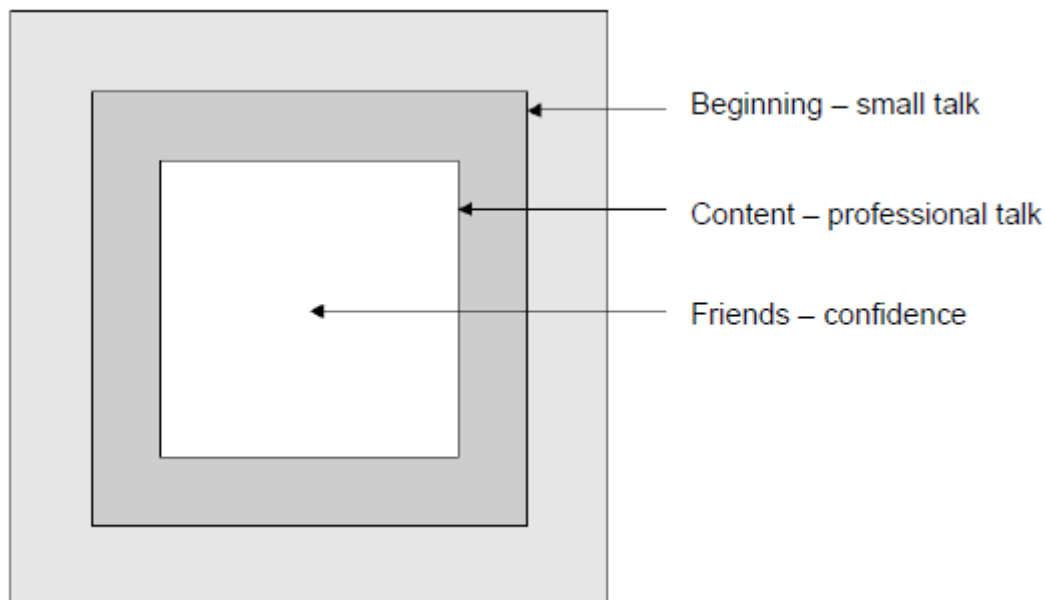 Beginning – small talk
Content – professional talk
Friends – confidence